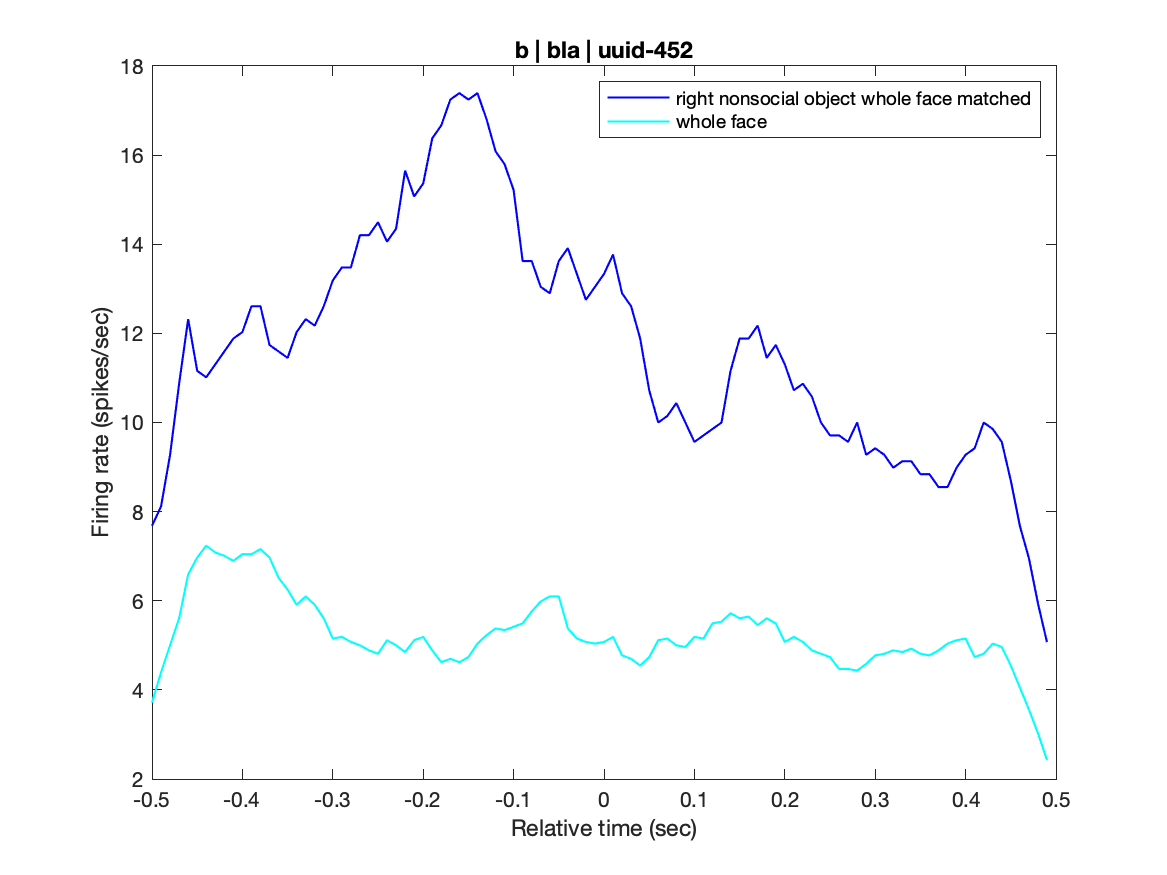 b | bla | uuid-452
right nonsocial object whole face matched
whole face
Firing rate (spikes/sec)
18
16
14
12
10
8
6
4
2
-0.5 -0.4 -0.3 -0.2 -0.1 0 0.1 0.2 0.3 0.4 0.5
Relative time (sec)